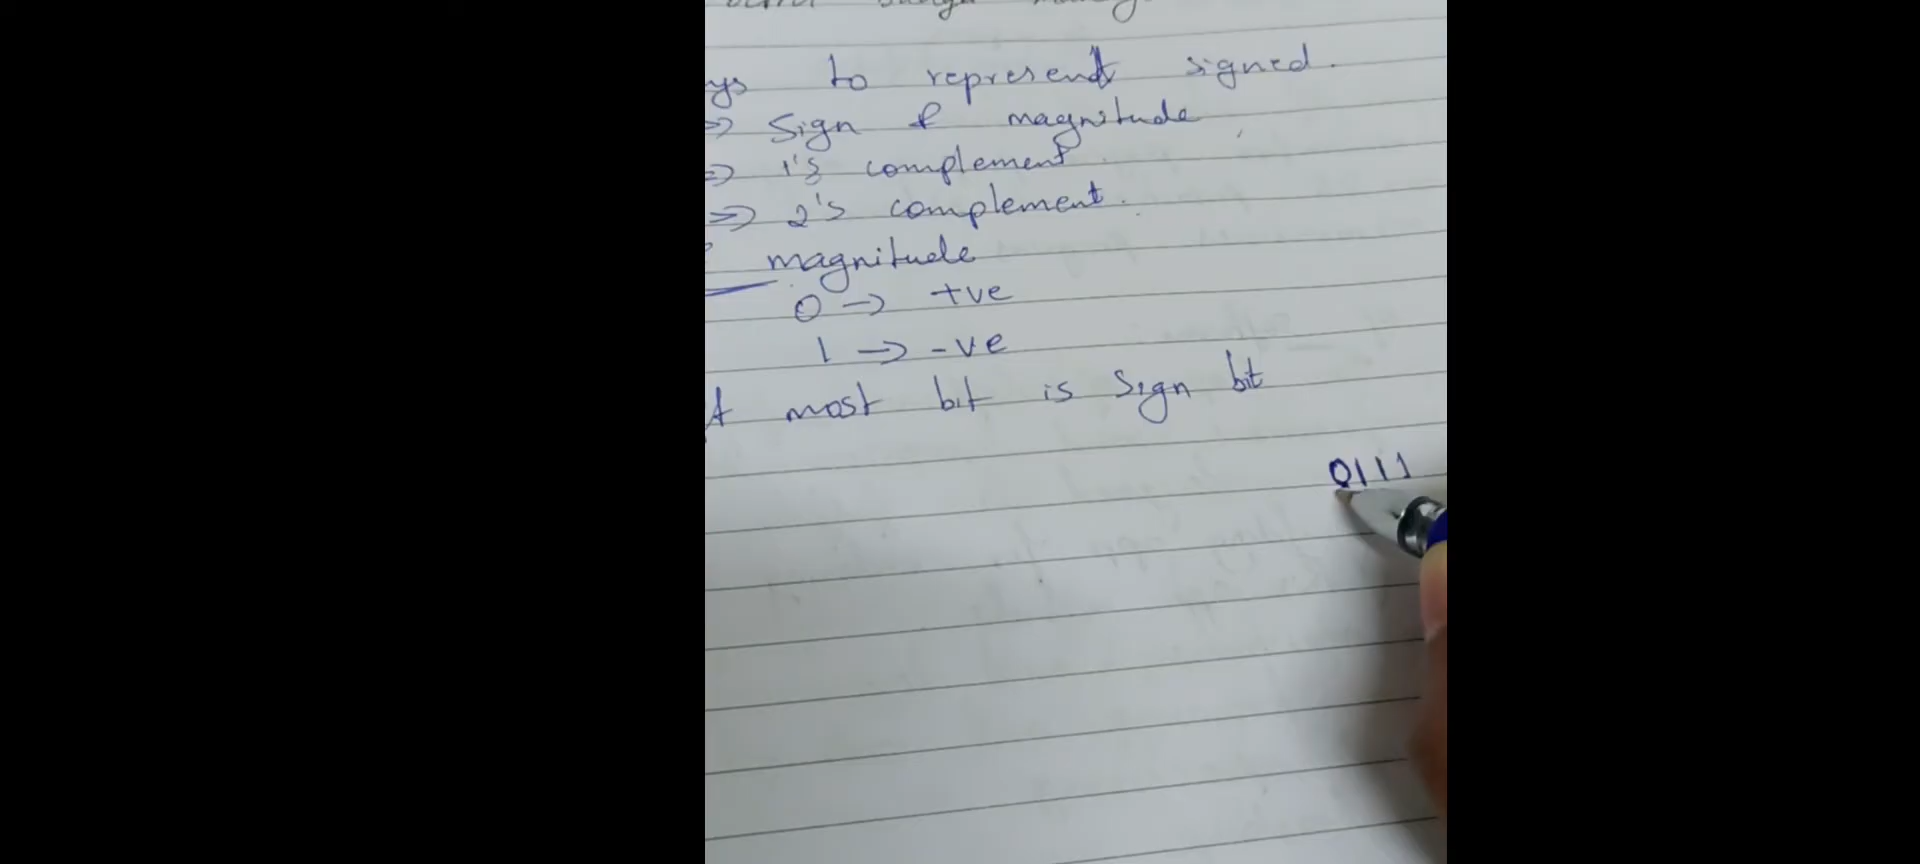 ys to represent signed.
=> Sign & magnitude
=> 1's complement
=> 2's complement.
magnitude
0 -> +ve
1 -> -ve
most bit is Sign bit
0111